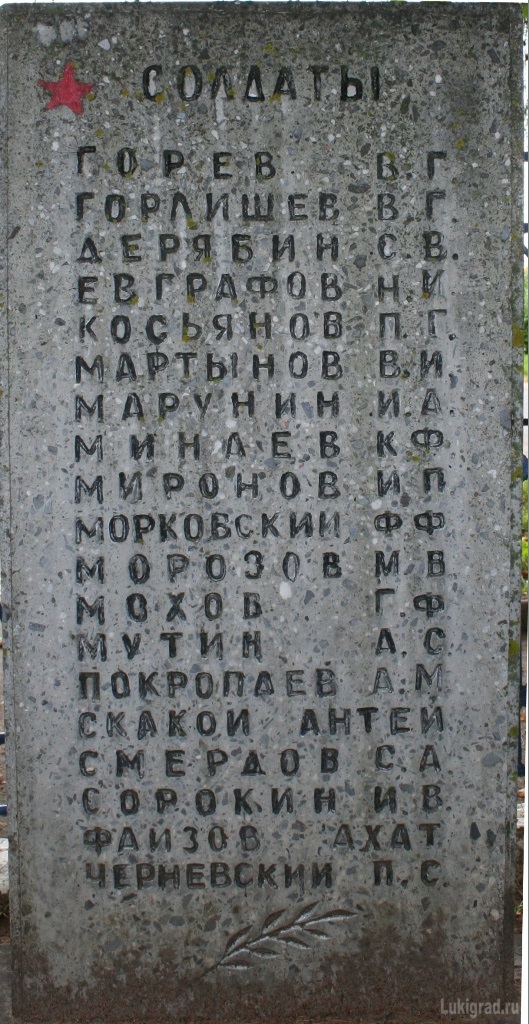 СОЛДАТЫ
ГОРЕВ В.Г
ГОРЛИШЕВ В.Г
ДЕРЯБИН С.В.
ЕВГРАФОВ Н.И
КОСЬЯНОВ П.Г.
МАРТЫНОВ В.И
МАРУНИН И.А.
МИНАЕВ К Ф
МИРОНОВ И П
МОРКОВСКИЙ Ф Ф
МОРОЗОВ М В
МОХОВ Г Ф
МУТИН А.С
ПОКРОПАЕВ А.М
СКАКОЙ АНТЕЙ
СМЕРДОВ С.А
СОРОКИН И В.
ФАИЗОВ АХАТ
ЧЕРНЕВСКИЙ П.С.
Lukigrad.ru